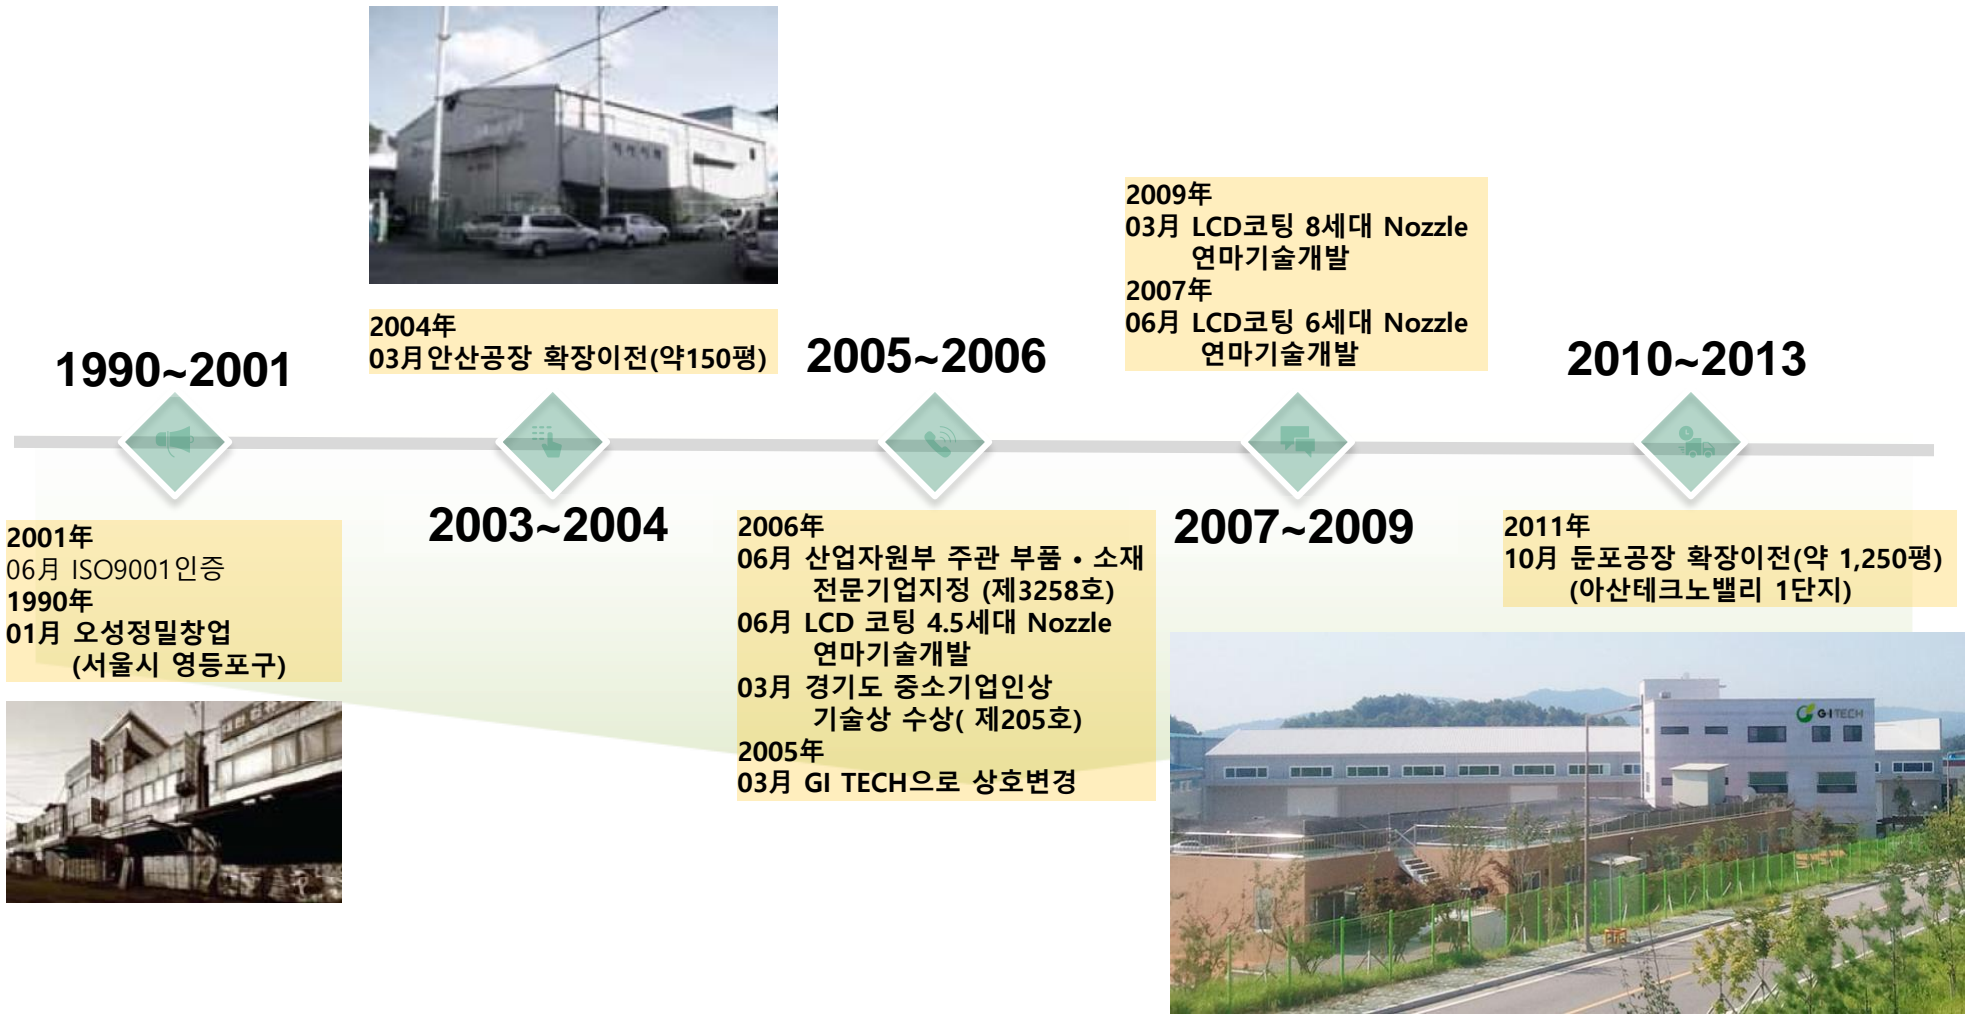 1990~2001
2001年
06月 ISO9001인증
1990年
01月 오성정밀창업
(서울시 영등포구)
2004年
03月안산공장 확장이전(약150평)
2003~2004
2005~2006
2006年
06月 산업자원부 주관 부품 • 소재
전문기업지정 (제3258호)
06月 LCD 코팅 4.5세대 Nozzle
연마기술개발
03月 경기도 중소기업인상
기술상 수상( 제205호)
2005年
03月 GI TECH으로 상호변경
2009年
03月 LCD코팅 8세대 Nozzle
연마기술개발
2007年
06月 LCD코팅 6세대 Nozzle
연마기술개발
2007~2009
2010~2013
2011年
10月 둔포공장 확장이전(약 1,250평)
(아산테크노밸리 1단지)
G·I TECH